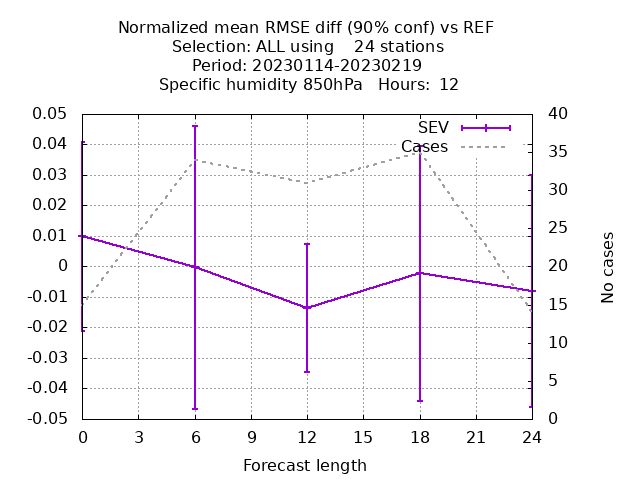 Normalized mean RMSE diff (90% conf) vs REF
Selection: ALL using    24 stations
Period: 20230114-20230219
Specific humidity 850hPa   Hours:  12
SEV
Cases
0.05
0.04
0.03
0.02
0.01
0
-0.01
-0.02
-0.03
-0.04
-0.05
40
35
30
25
20
15
10
5
0
No cases
0 3 6 9 12 15 18 21 24
Forecast length